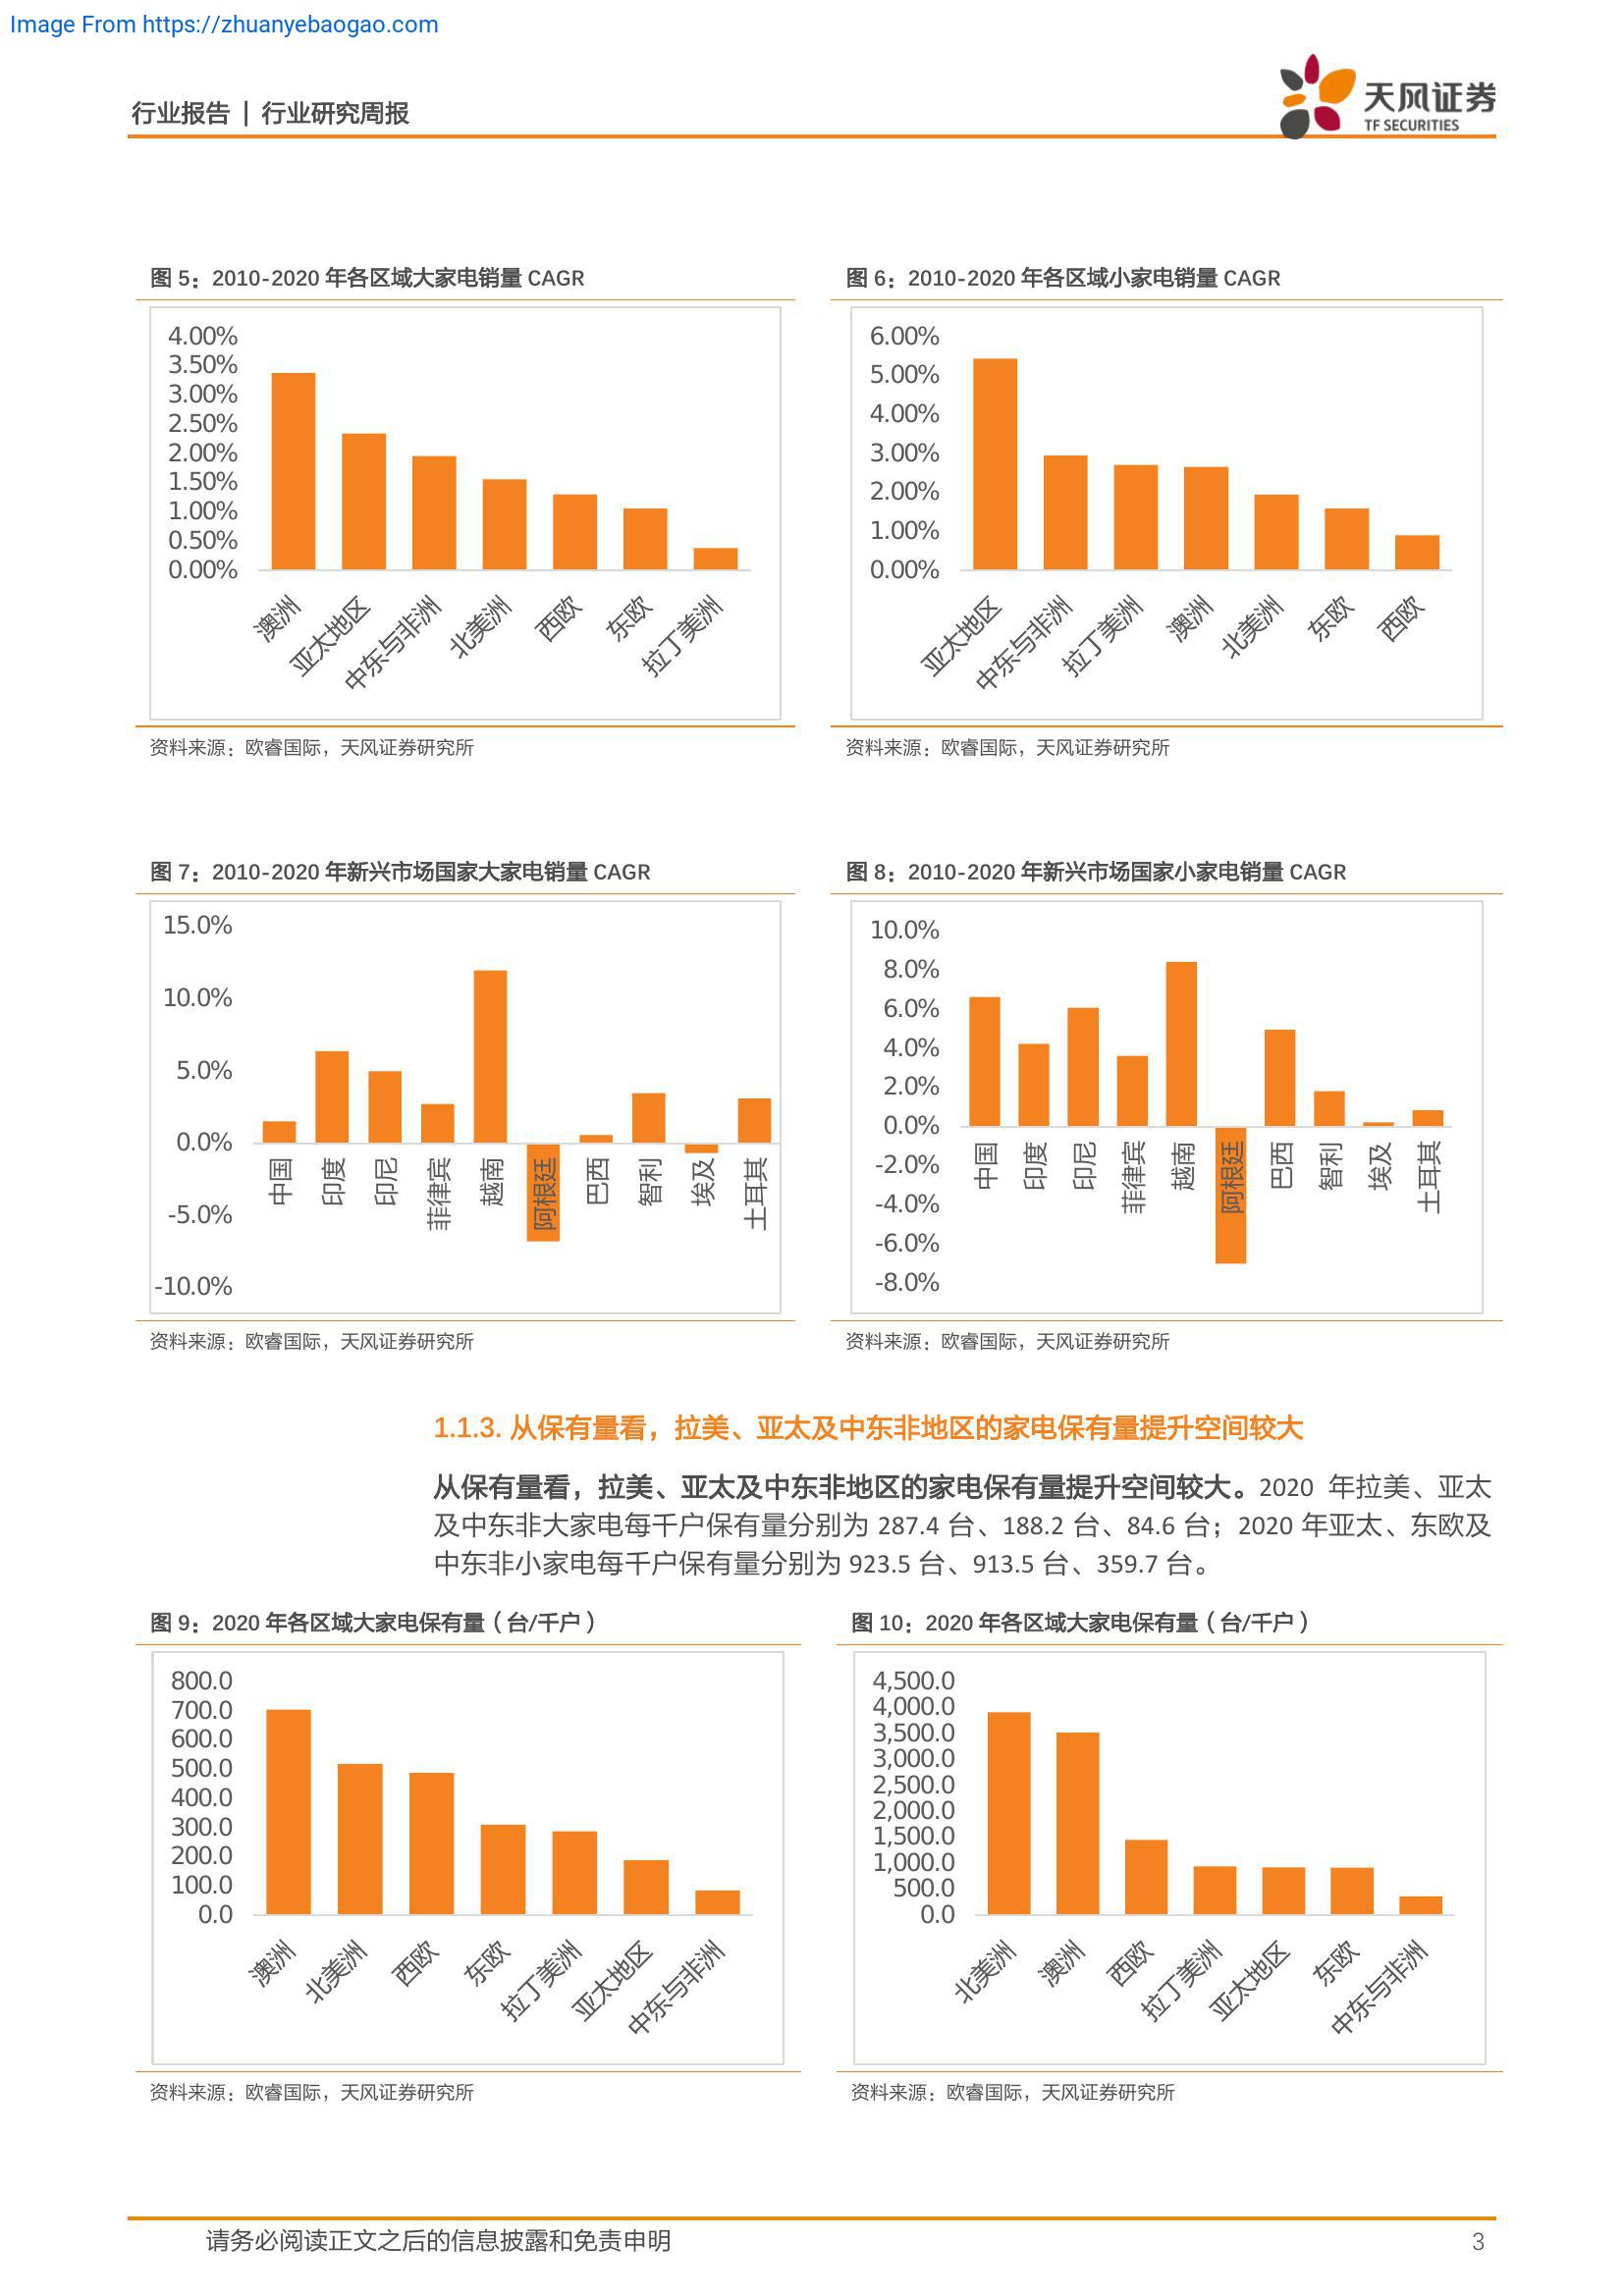 Image From https://zhuanyebaogao.com
行业报告 | 行业研究周报
天风证券
TF SECURITIES
图 5：2010-2020 年各区域大家电销量 CAGR
4.00%
3.50%
3.00%
2.50%
2.00%
1.50%
1.00%
0.50%
0.00%
澳洲
亚太地区
中东与非洲
北美洲
西欧
东欧
拉丁美洲
资料来源：欧睿国际，天风证券研究所
图 6：2010-2020 年各区域小家电销量 CAGR
6.00%
5.00%
4.00%
3.00%
2.00%
1.00%
0.00%
亚太地区
中东与非洲
拉丁美洲
澳洲
北美洲
东欧
西欧
资料来源：欧睿国际，天风证券研究所
图 7：2010-2020 年新兴市场国家大家电销量 CAGR
15.0%
10.0%
5.0%
0.0%
-5.0%
-10.0%
中国
印度
印尼
菲律宾
越南
阿根廷
巴西
智利
埃及
土耳其
资料来源：欧睿国际，天风证券研究所
图 8：2010-2020 年新兴市场国家小家电销量 CAGR
10.0%
8.0%
6.0%
4.0%
2.0%
0.0%
-2.0%
-4.0%
-6.0%
-8.0%
中国
印度
印尼
菲律宾
越南
阿根廷
巴西
智利
埃及
土耳其
资料来源：欧睿国际，天风证券研究所
1.1.3. 从保有量看，拉美、亚太及中东非地区的家电保有量提升空间较大
从保有量看，拉美、亚太及中东非地区的家电保有量提升空间较大。2020 年拉美、亚太
及中东非大家电每千户保有量分别为 287.4 台、188.2 台、84.6 台；2020 年亚太、东欧及
中东非小家电每千户保有量分别为 923.5 台、913.5 台、359.7 台。
图 9：2020 年各区域大家电保有量（台/千户）
800.0
700.0
600.0
500.0
400.0
300.0
200.0
100.0
0.0
澳洲
北美洲
西欧
东欧
拉丁美洲
亚太地区
中东与非洲
资料来源：欧睿国际，天风证券研究所
图 10：2020 年各区域大家电保有量（台/千户）
4,500.0
4,000.0
3,500.0
3,000.0
2,500.0
2,000.0
1,500.0
1,000.0
500.0
0.0
北美洲
澳洲
西欧
拉丁美洲
亚太地区
东欧
中东与非洲
资料来源：欧睿国际，天风证券研究所
请务必阅读正文之后的信息披露和免责申明
3